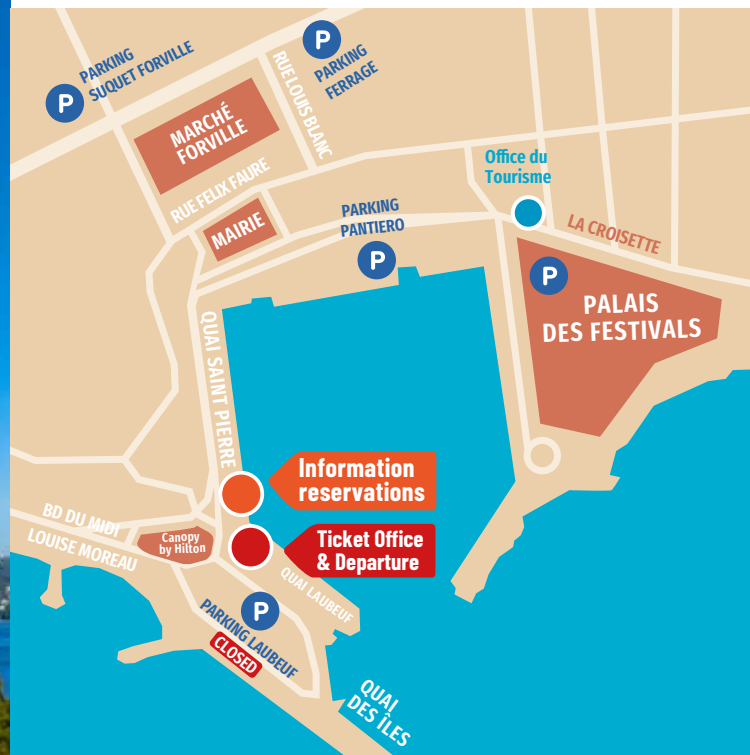 P
PARKING
SUQUET FORVILLE
P
PARKING
FERRAGE
RUE LOUIS BLANC
MARCHÉ
FORVILLE
RUE FELIX FAURE
MAIRIE
PARKING
PANTIERO
P
Office du
Tourisme
LA CROISETTE
P
PALAIS
DES FESTIVALS
QUAI SAINT PIERRE
Information
reservations
BD DU MIDI
LOUISE MOREAU
Canopy
by Hilton
Ticket Office
& Departure
QUAI LAUBEUF
P
PARKING LAUBEUF
CLOSED
QUAI
DES ÎLES